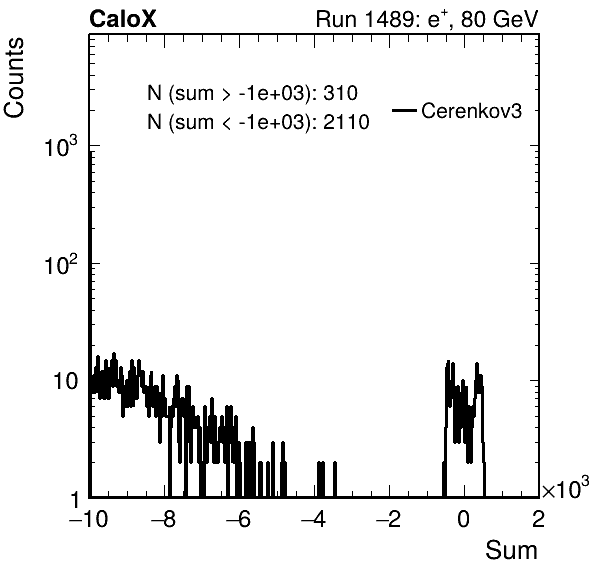 CaloX Run 1489: e⁺, 80 GeV
Counts
N (sum > -1e+03): 310
N (sum < -1e+03): 2110
Cerenkov3
10³
10²
10
1
−10 −8 −6 −4 −2 0 2
×10³
Sum